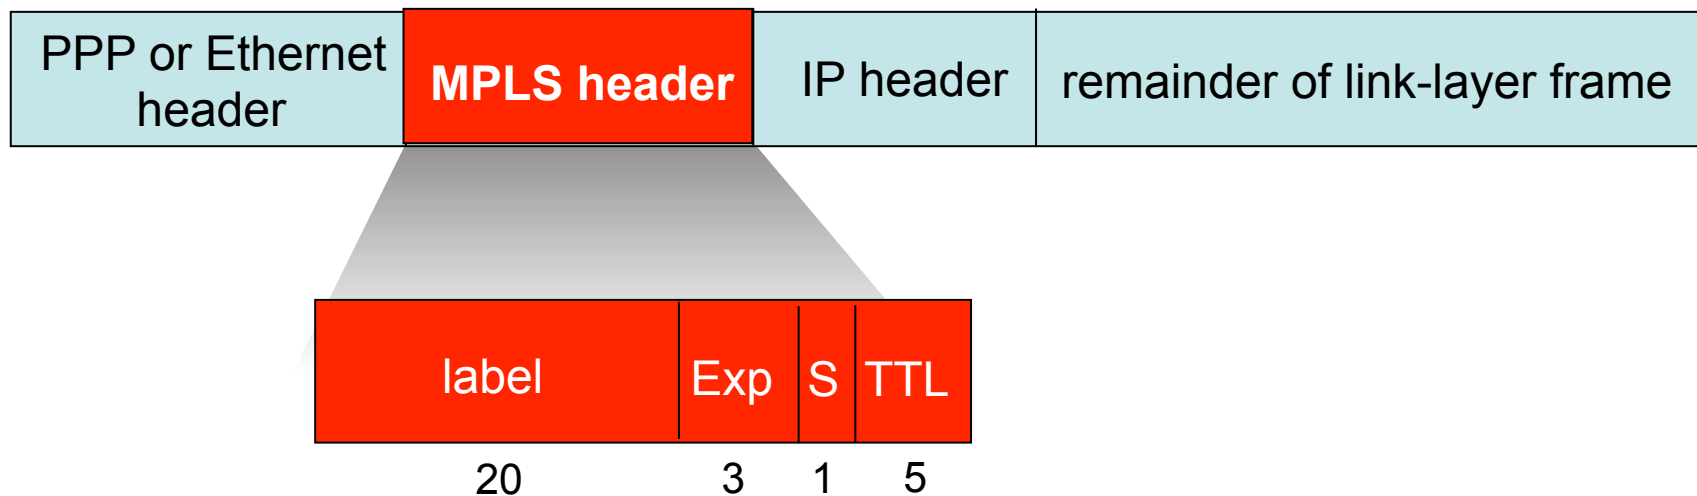 PPP or Ethernet
header
MPLS header
IP header
remainder of link-layer frame
label
Exp
S
TTL
20
3
1
5